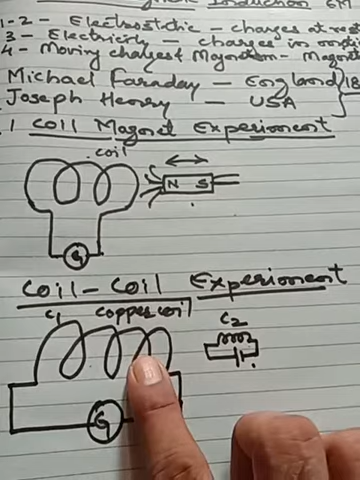 Induction EMI
1-2 - Electrostatic - charges at rest
3 - Electricity - charges in motion
4 - Moving charges & Magnetism - Magneti
Michael Faraday - England
Joseph Henry - USA
1 Coil Magnet Experiment
coil
N S
G
Coil-Coil Experiment
C1 copper coil C2
G